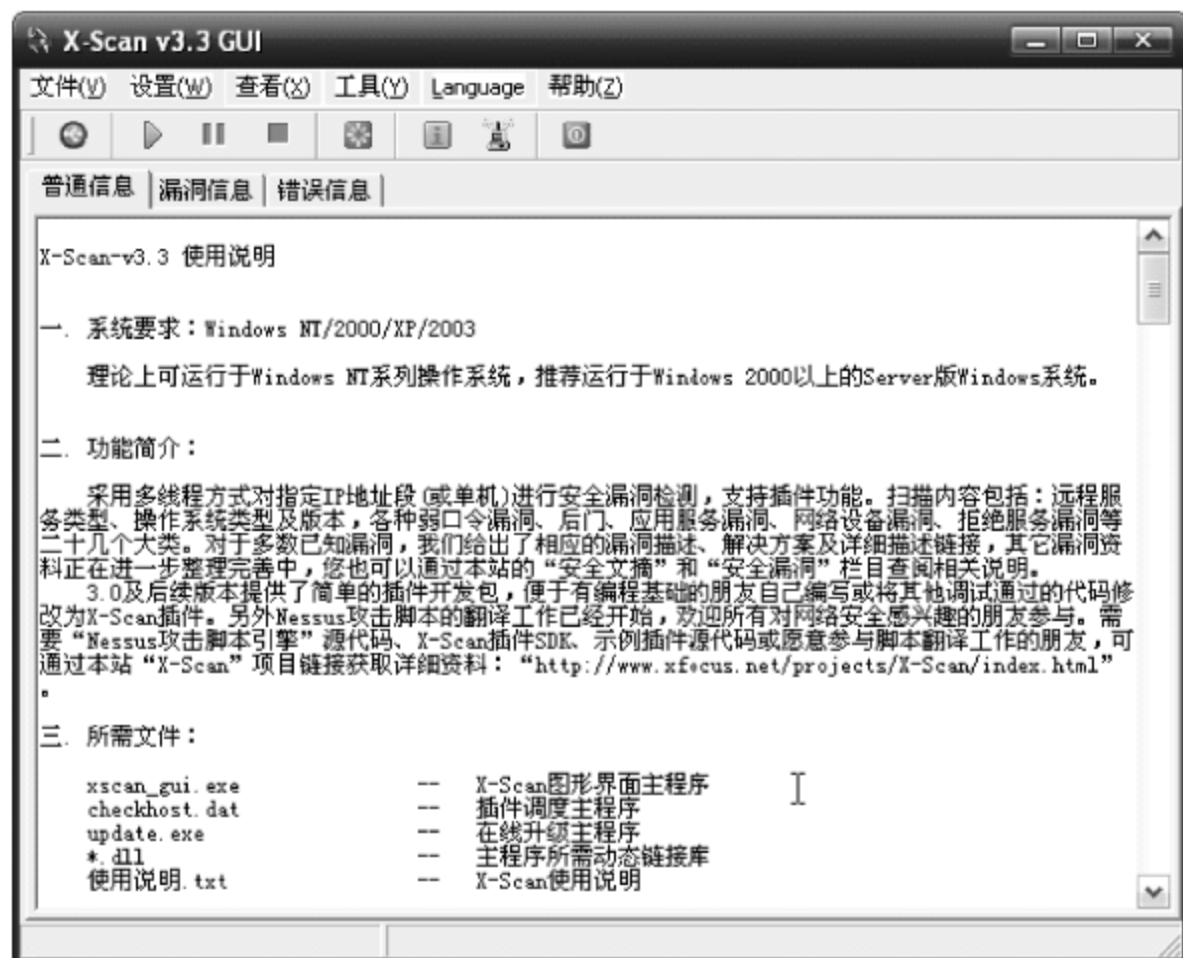 X-Scan v3.3 GUI
文件(V) 设置(W) 查看(X) 工具(Y) Language 帮助(Z)
普通信息 漏洞信息 错误信息
X-Scan-v3.3 使用说明
一. 系统要求：Windows NT/2000/XP/2003
理论上可运行于Windows NT系列操作系统，推荐运行于Windows 2000以上的Server版Windows系统。
二. 功能简介：
采用多线程方式对指定IP地址段(或单机)进行安全漏洞检测，支持插件功能。扫描内容包括：远程服
务类型、操作系统类型及版本，各种弱口令漏洞、后门、应用服务漏洞、网络设备漏洞、拒绝服务漏洞等
二十几个大类。对于多数已知漏洞，我们给出了相应的漏洞描述、解决方案及详细描述链接，其它漏洞资
料正在进一步整理完善中，您也可以通过本站的“安全文摘”和“安全漏洞”栏目查阅相关说明。
3.0及后续版本提供了简单的插件开发包，便于有编程基础的朋友自己编写或将其他调试通过的代码修
改为X-Scan插件。另外Nessus攻击脚本的翻译工作已经开始，欢迎所有对网络安全感兴趣的朋友参与。需
要“Nessus攻击脚本引擎”源代码、X-Scan插件SDK、示例插件源代码或愿意参与脚本翻译工作的朋友，可
通过本站“X-Scan”项目链接获取详细资料：“http://www.xfocus.net/projects/X-Scan/index.html”
。
三. 所需文件：
xscan_gui.exe -- X-Scan图形界面主程序
checkhost.dat -- 插件调度主程序
update.exe -- 在线升级主程序
*.dll -- 主程序所需动态链接库
使用说明.txt -- X-Scan使用说明